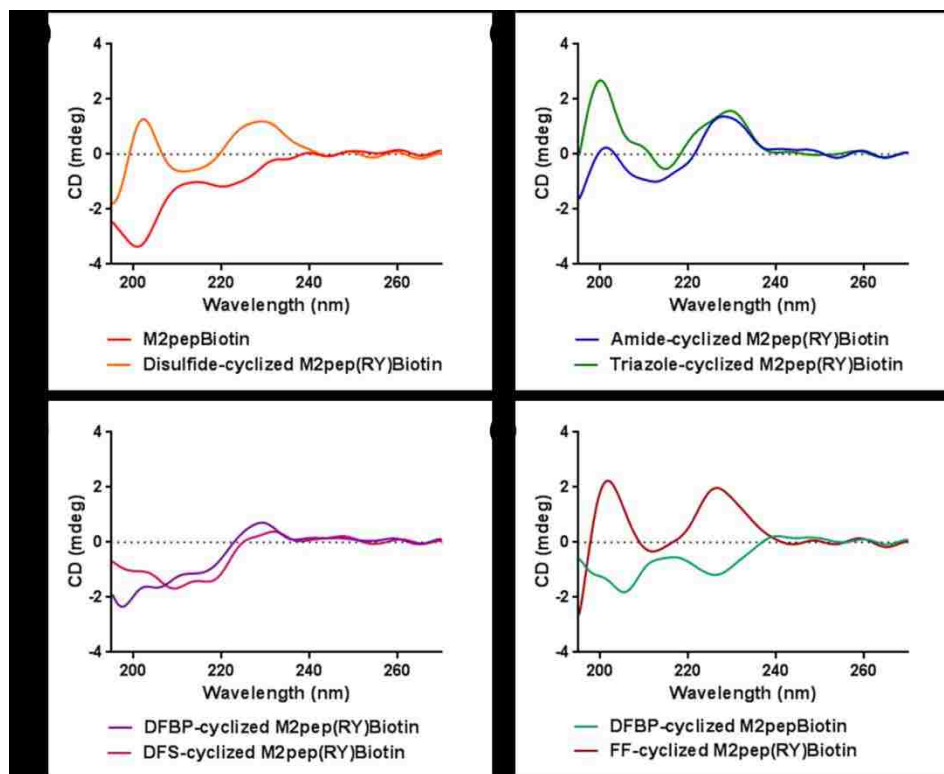 4
2
0
-2
-4
CD (mdeg)
200 220 240 260
Wavelength (nm)
M2pepBiotin
Disulfide-cyclized M2pep(RY)Biotin
4
2
0
-2
-4
CD (mdeg)
200 220 240 260
Wavelength (nm)
Amide-cyclized M2pep(RY)Biotin
Triazole-cyclized M2pep(RY)Biotin
4
2
0
-2
-4
CD (mdeg)
200 220 240 260
Wavelength (nm)
DFBP-cyclized M2pep(RY)Biotin
DFS-cyclized M2pep(RY)Biotin
4
2
0
-2
-4
CD (mdeg)
200 220 240 260
Wavelength (nm)
DFBP-cyclized M2pepBiotin
FF-cyclized M2pep(RY)Biotin